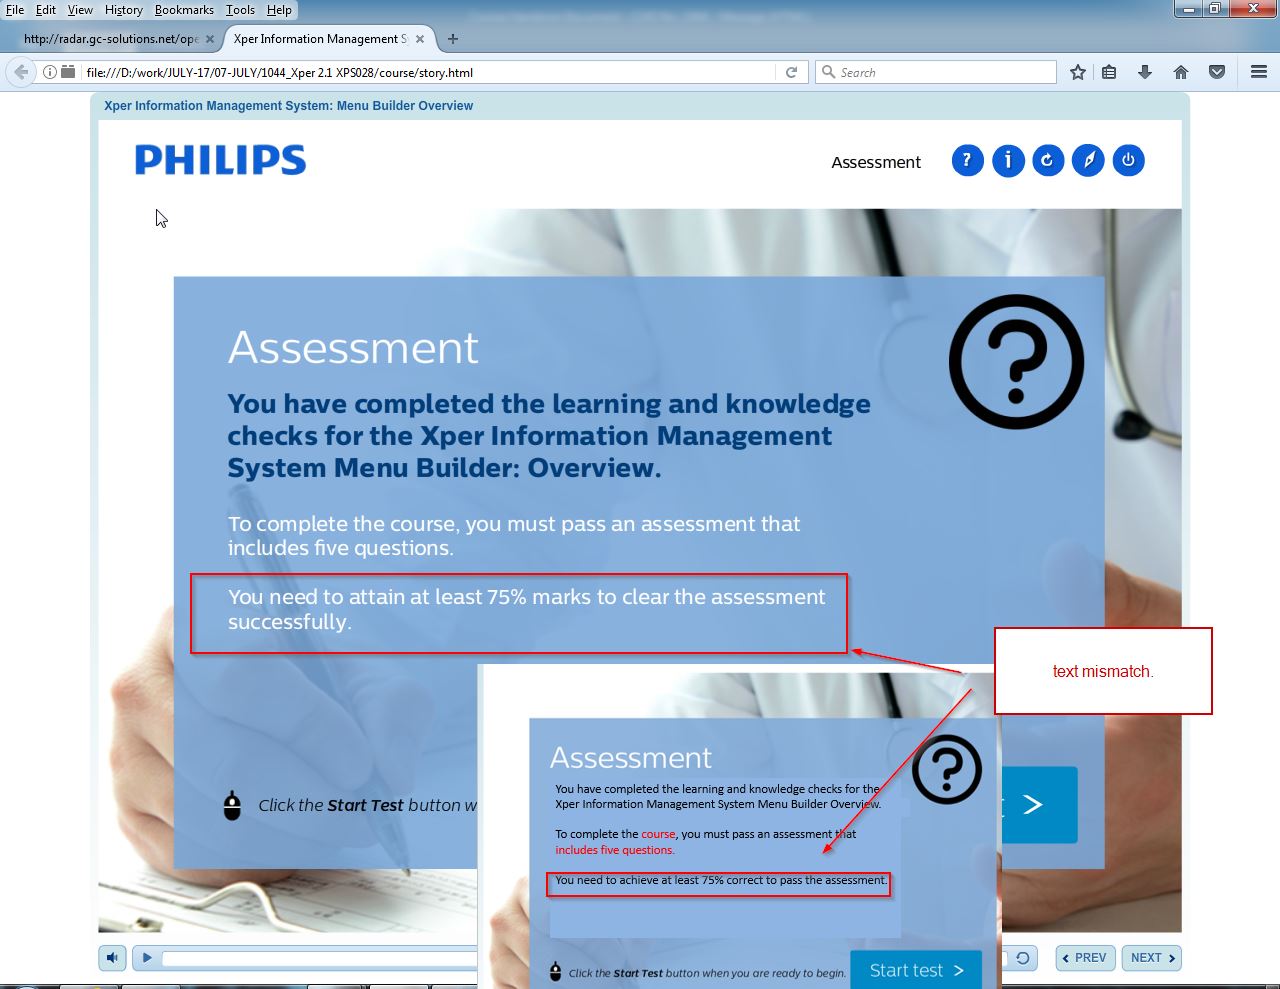 File Edit View History Bookmarks Tools Help
http://radar.gc-solutions.net/ope
Xper Information Management S
file:///D:/work/JULY-17/07-JULY/1044_Xper 2.1 XPS028/course/story.html
Search
Xper Information Management System: Menu Builder Overview
PHILIPS
Assessment
Assessment
You have completed the learning and knowledge
checks for the Xper Information Management
System Menu Builder: Overview.
To complete the course, you must pass an assessment that
includes five questions.
You need to attain at least 75% marks to clear the assessment
successfully.
text mismatch.
Click the Start Test button w
Assessment
You have completed the learning and knowledge checks for the
Xper Information Management System Menu Builder Overview.
To complete the course, you must pass an assessment that
includes five questions.
You need to achieve at least 75% correct to pass the assessment.
Click the Start Test button when you are ready to begin.
Start test >
PREV
NEXT